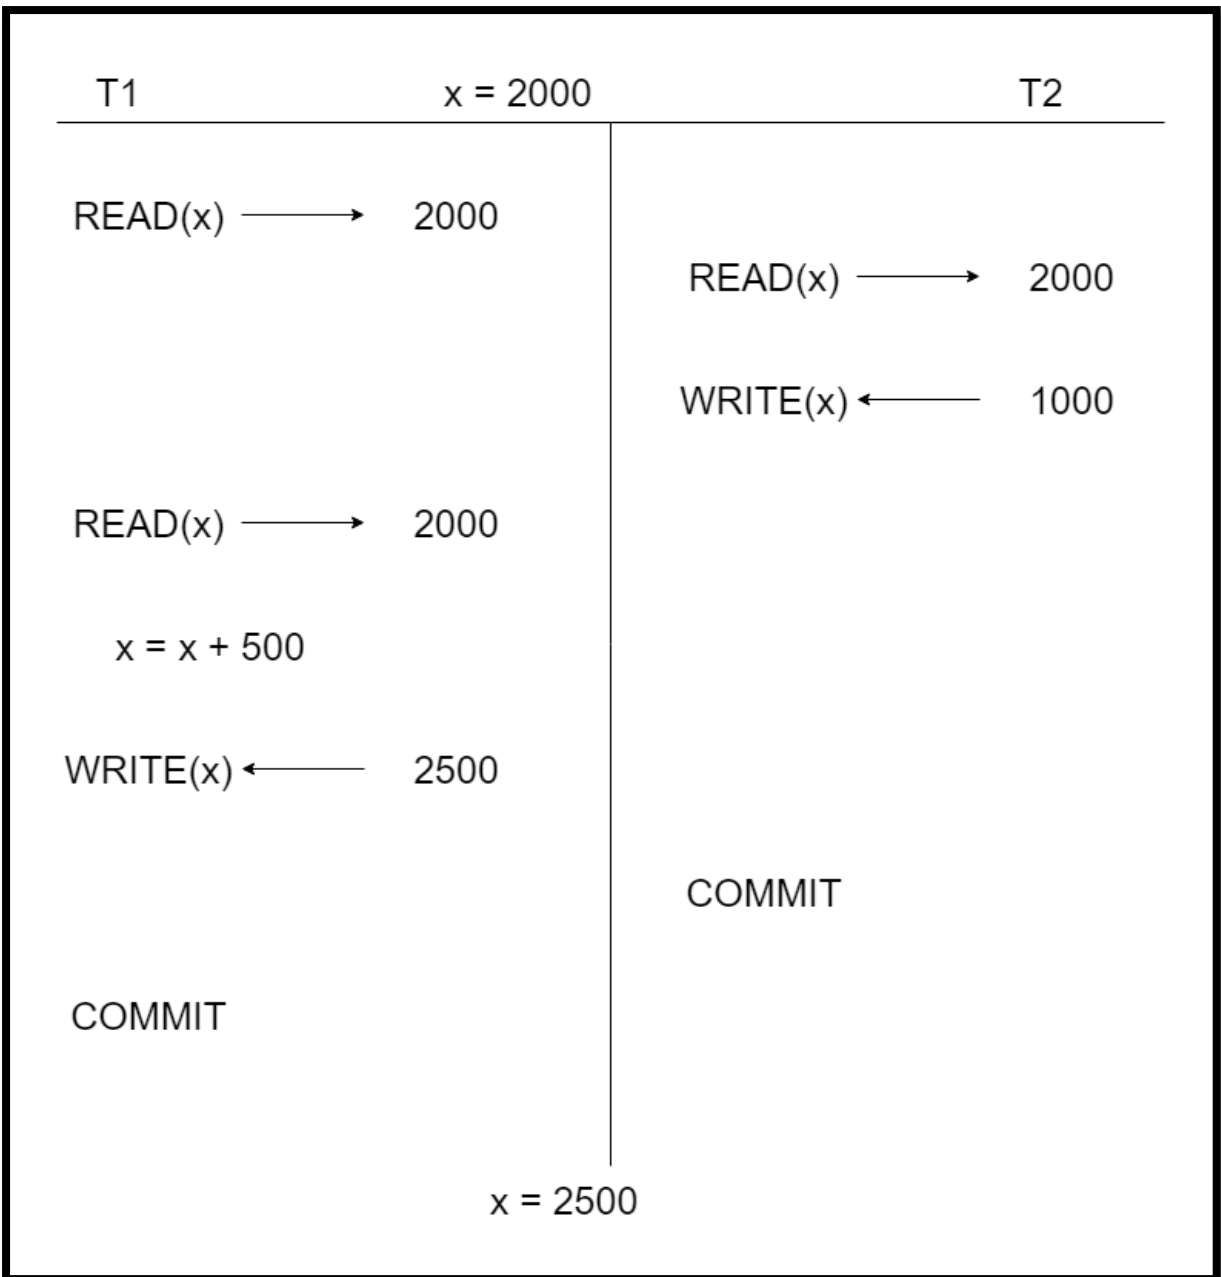 T1 x = 2000 T2
READ(x) 2000
READ(x) 2000
WRITE(x) 1000
READ(x) 2000
x = x + 500
WRITE(x) 2500
COMMIT
COMMIT
x = 2500